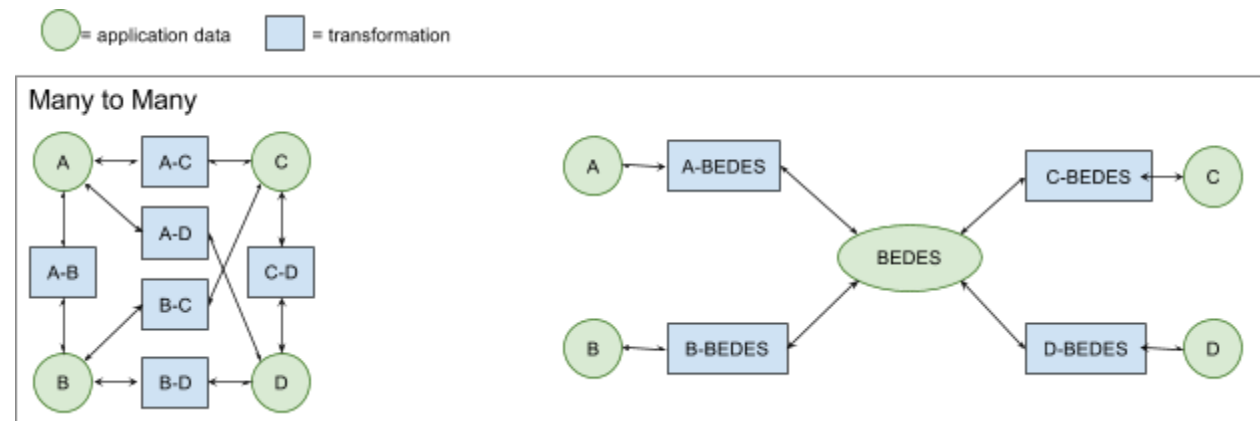 = application data
= transformation
Many to Many
A
A-C
C
A-D
A-B
C-D
B-C
B
B-D
D
A
A-BEDES
C-BEDES
C
BEDES
B
B-BEDES
D-BEDES
D